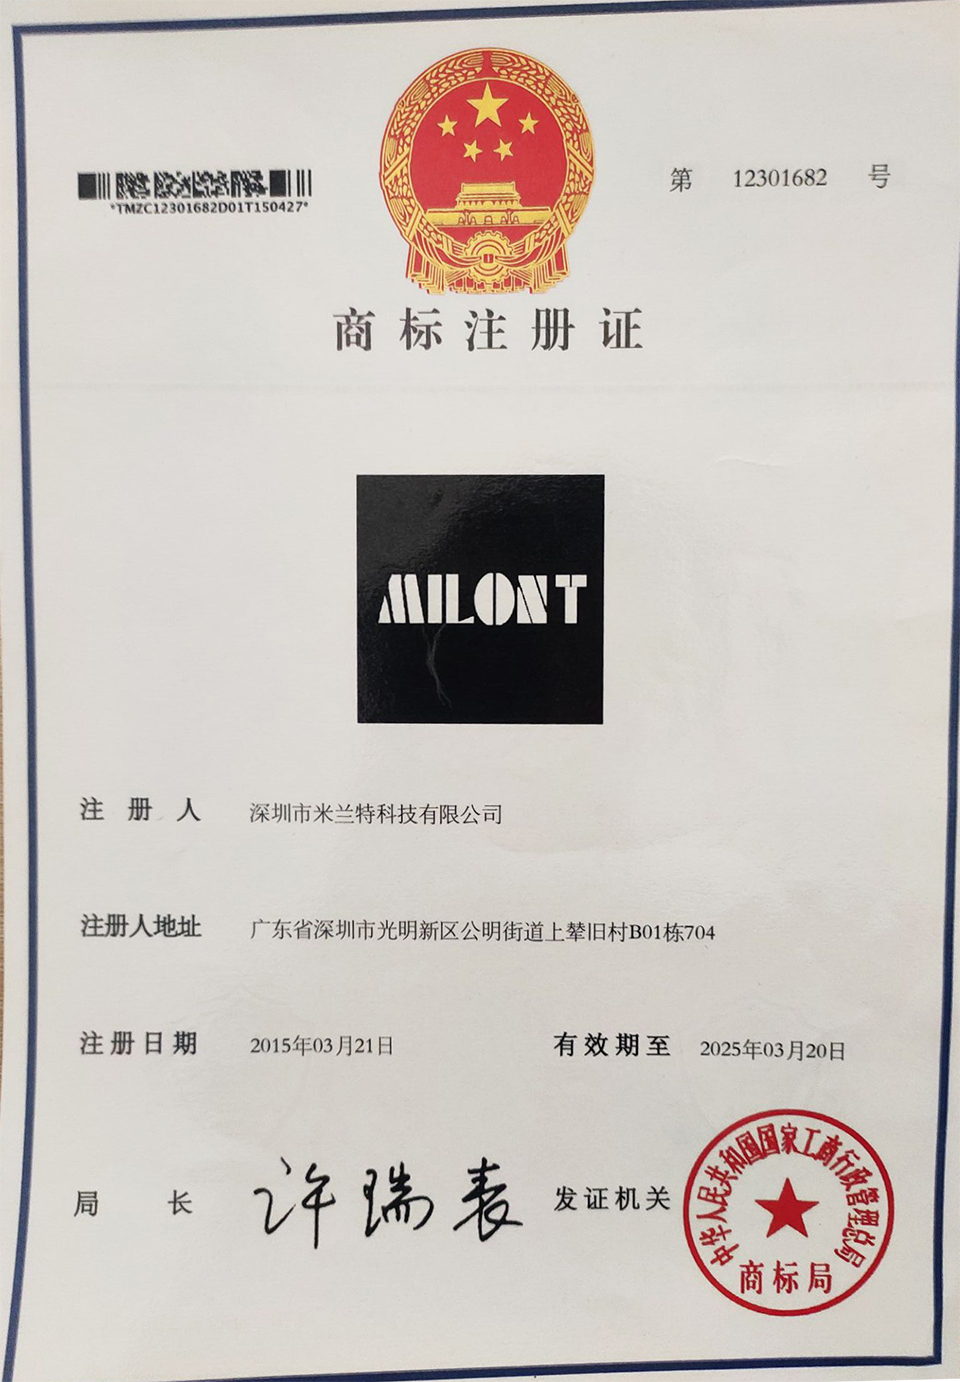 第 12301682 号
*TMZC12301682D01T150427*
商标注册证
MILONT
注册人 深圳市米兰特科技有限公司
注册人地址 广东省深圳市光明新区公明街道上辇旧村B01栋704
注册日期 2015年03月21日 有效期至 2025年03月20日
局长 许瑞表 发证机关
中华人民共和国国家工商行政管理总局
商标局